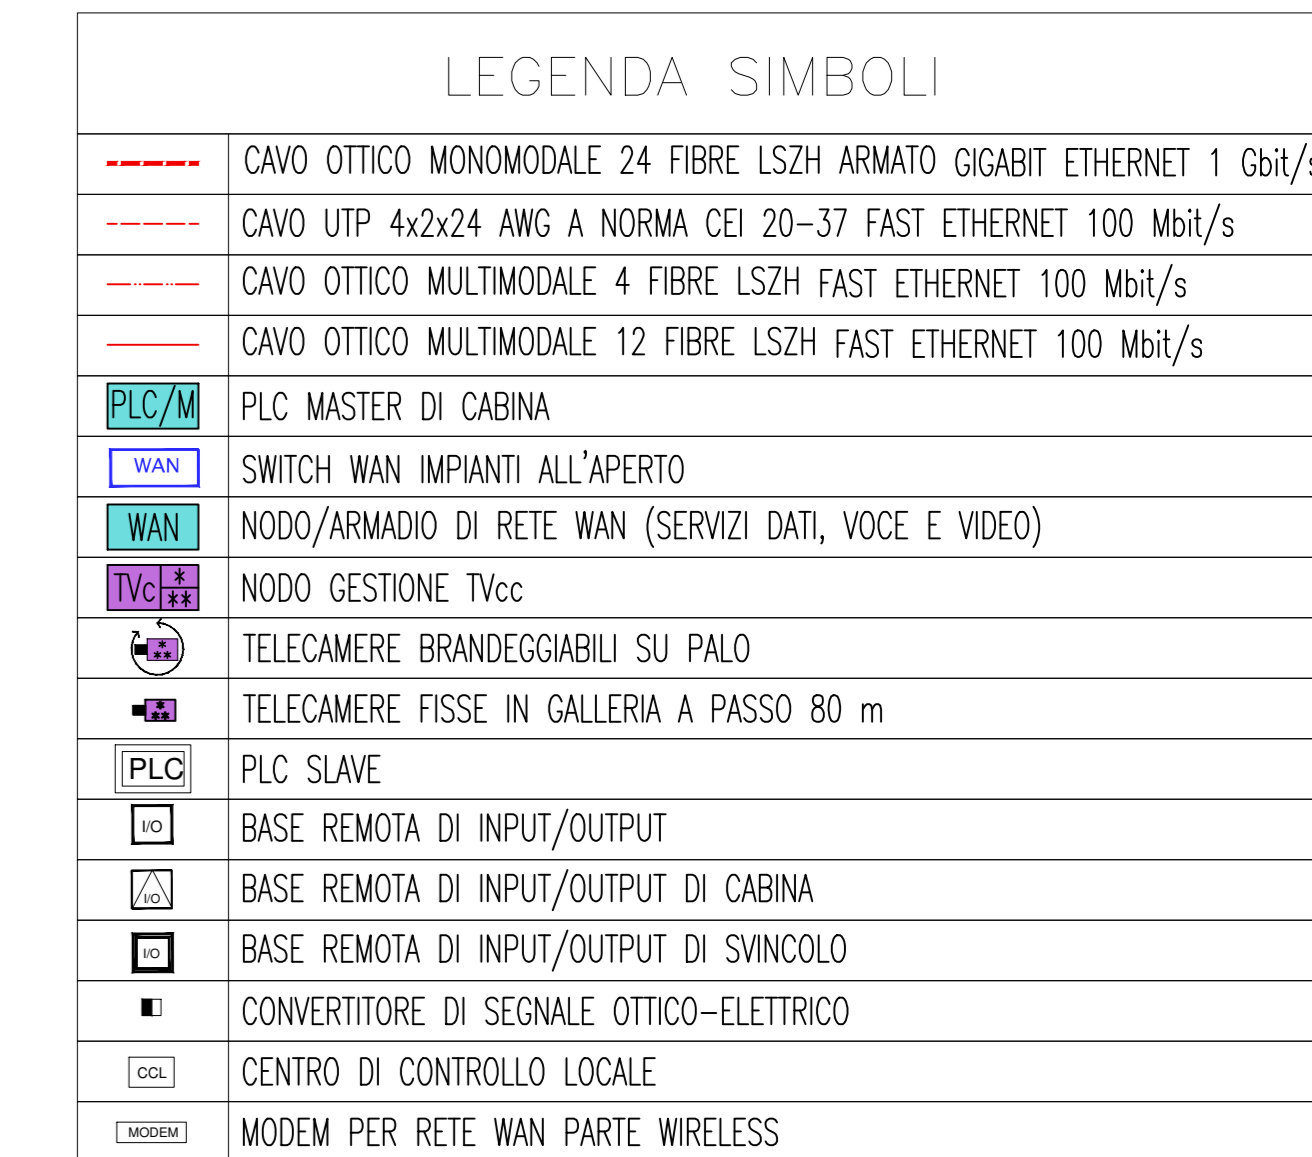 LEGENDA SIMBOLI
CAVO OTTICO MONOMODALE 24 FIBRE LSZH ARMATO GIGABIT ETHERNET 1 Gbit/s
CAVO UTP 4x2x24 AWG A NORMA CEI 20-37 FAST ETHERNET 100 Mbit/s
CAVO OTTICO MULTIMODALE 4 FIBRE LSZH FAST ETHERNET 100 Mbit/s
CAVO OTTICO MULTIMODALE 12 FIBRE LSZH FAST ETHERNET 100 Mbit/s
PLC/M PLC MASTER DI CABINA
WAN SWITCH WAN IMPIANTI ALL'APERTO
WAN NODO/ARMADIO DI RETE WAN (SERVIZI DATI, VOCE E VIDEO)
TVc * ** NODO GESTIONE TVcc
* ** TELECAMERE BRANDEGGIABILI SU PALO
* ** TELECAMERE FISSE IN GALLERIA A PASSO 80 m
PLC PLC SLAVE
I/O BASE REMOTA DI INPUT/OUTPUT
I/O BASE REMOTA DI INPUT/OUTPUT DI CABINA
I/O BASE REMOTA DI INPUT/OUTPUT DI SVINCOLO
CONVERTITORE DI SEGNALE OTTICO-ELETTRICO
CCL CENTRO DI CONTROLLO LOCALE
MODEM MODEM PER RETE WAN PARTE WIRELESS